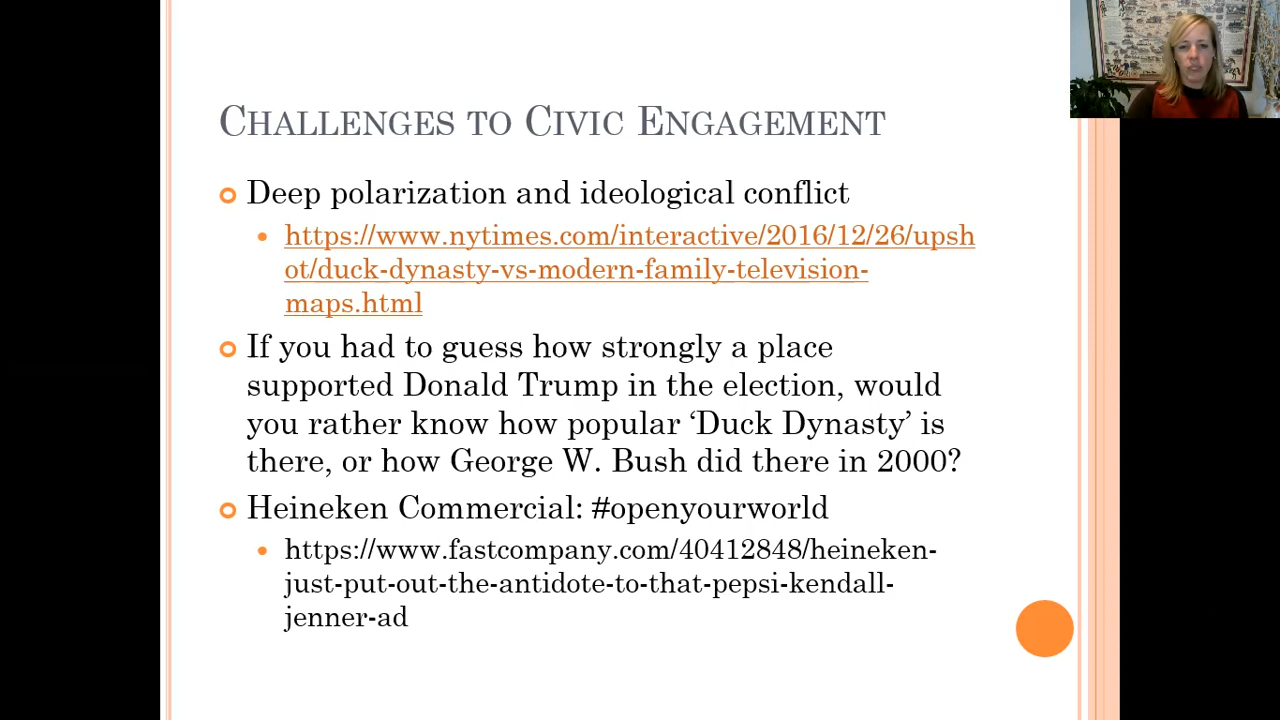 CHALLENGES TO CIVIC ENGAGEMENT
Deep polarization and ideological conflict
https://www.nytimes.com/interactive/2016/12/26/upsh
ot/duck-dynasty-vs-modern-family-television-
maps.html
If you had to guess how strongly a place
supported Donald Trump in the election, would
you rather know how popular ‘Duck Dynasty’ is
there, or how George W. Bush did there in 2000?
Heineken Commercial: #openyourworld
https://www.fastcompany.com/40412848/heineken-
just-put-out-the-antidote-to-that-pepsi-kendall-
jenner-ad